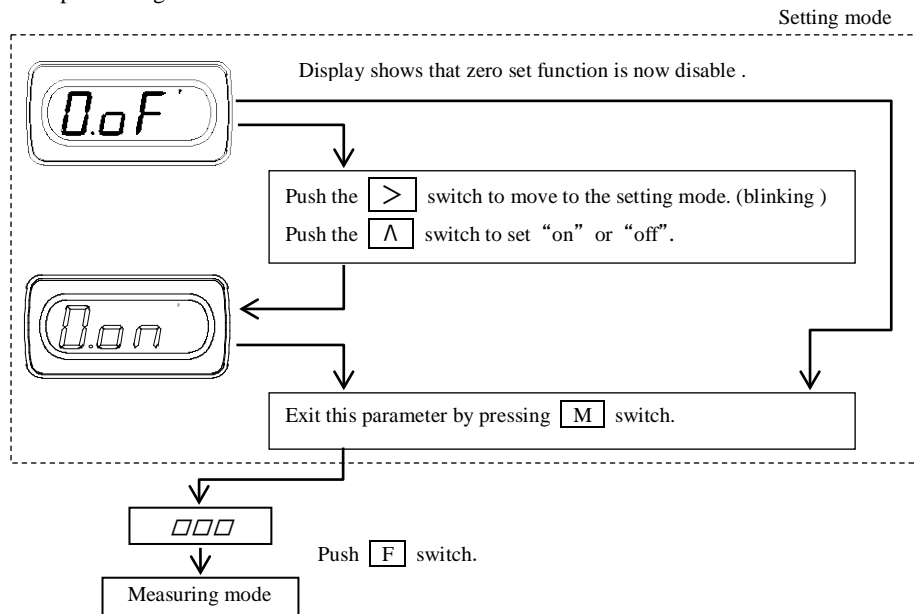 Setting mode
Display shows that zero set function is now disable .
0.oF
Push the > switch to move to the setting mode. (blinking )
Push the Λ switch to set “on” or “off”.
0.on
Exit this parameter by pressing M switch.
000
Push F switch.
Measuring mode